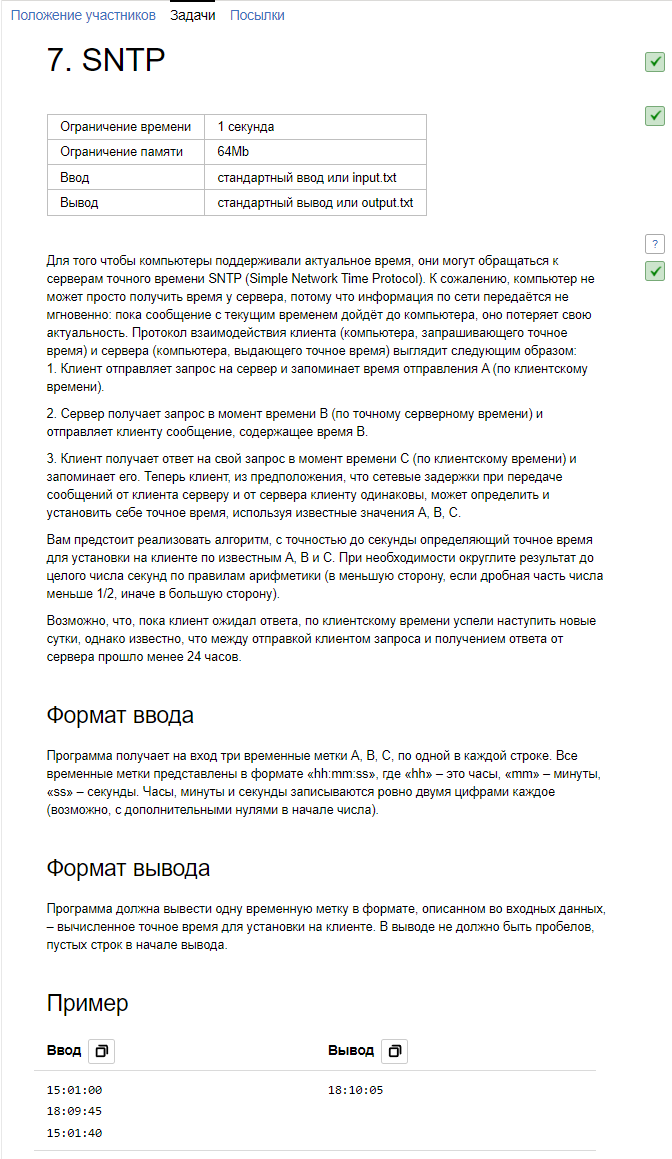 Положение участников Задачи Посылки
7. SNTP
Ограничение времени 1 секунда
Ограничение памяти 64Mb
Ввод стандартный ввод или input.txt
Вывод стандартный вывод или output.txt
?
Для того чтобы компьютеры поддерживали актуальное время, они могут обращаться к
серверам точного времени SNTP (Simple Network Time Protocol). К сожалению, компьютер не
может просто получить время у сервера, потому что информация по сети передаётся не
мгновенно: пока сообщение с текущим временем дойдёт до компьютера, оно потеряет свою
актуальность. Протокол взаимодействия клиента (компьютера, запрашивающего точное
время) и сервера (компьютера, выдающего точное время) выглядит следующим образом:
1. Клиент отправляет запрос на сервер и запоминает время отправления A (по клиентскому
времени).
2. Сервер получает запрос в момент времени B (по точному серверному времени) и
отправляет клиенту сообщение, содержащее время B.
3. Клиент получает ответ на свой запрос в момент времени C (по клиентскому времени) и
запоминает его. Теперь клиент, из предположения, что сетевые задержки при передаче
сообщений от клиента серверу и от сервера клиенту одинаковы, может определить и
установить себе точное время, используя известные значения A, B, C.
Вам предстоит реализовать алгоритм, с точностью до секунды определяющий точное время
для установки на клиенте по известным A, B и C. При необходимости округлите результат до
целого числа секунд по правилам арифметики (в меньшую сторону, если дробная часть числа
меньше 1/2, иначе в большую сторону).
Возможно, что, пока клиент ожидал ответа, по клиентскому времени успели наступить новые
сутки, однако известно, что между отправкой клиентом запроса и получением ответа от
сервера прошло менее 24 часов.
Формат ввода
Программа получает на вход три временные метки A, B, C, по одной в каждой строке. Все
временные метки представлены в формате «hh:mm:ss», где «hh» – это часы, «mm» – минуты,
«ss» – секунды. Часы, минуты и секунды записываются ровно двумя цифрами каждое
(возможно, с дополнительными нулями в начале числа).
Формат вывода
Программа должна вывести одну временную метку в формате, описанном во входных данных,
– вычисленное точное время для установки на клиенте. В выводе не должно быть пробелов,
пустых строк в начале вывода.
Пример
Ввод Вывод
15:01:00 18:10:05
18:09:45
15:01:40